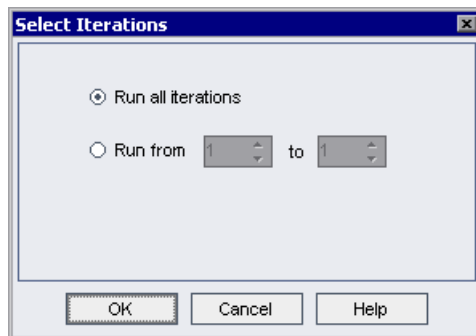 Select Iterations
Run all iterations
Run from 1 to 1
OK Cancel Help